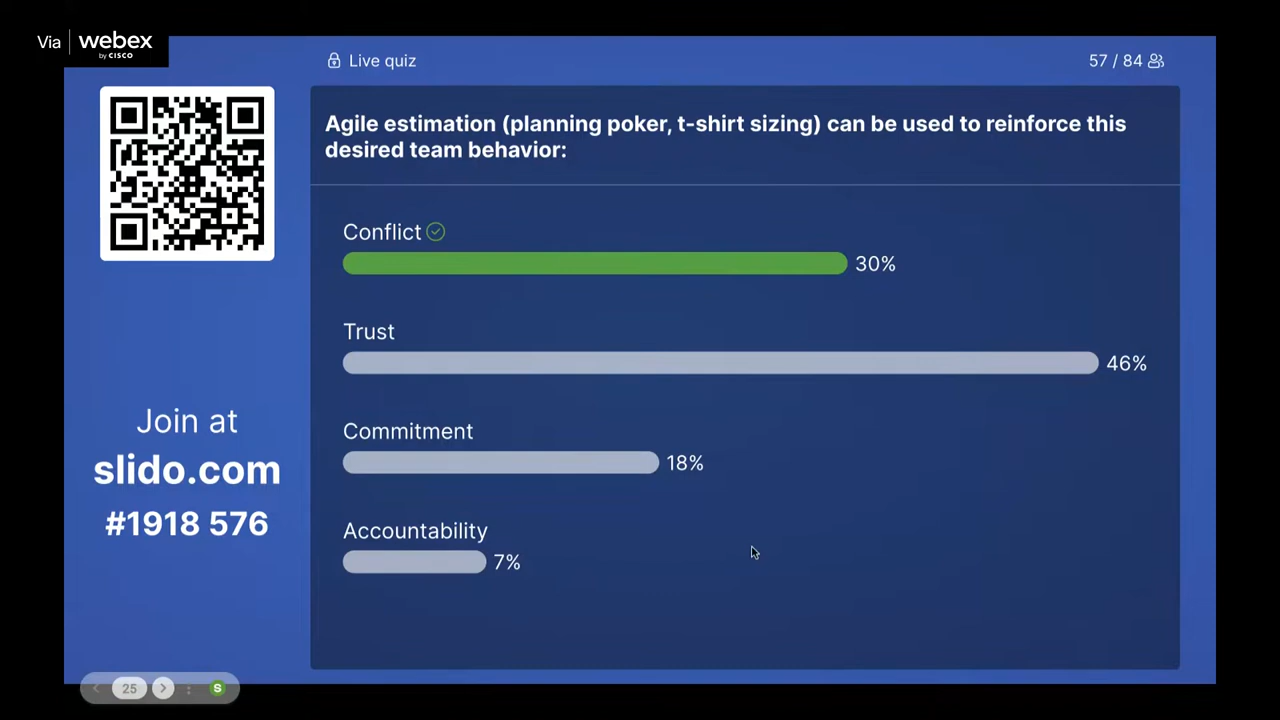 Via webex
by CISCO
Live quiz
57 / 84
Agile estimation (planning poker, t-shirt sizing) can be used to reinforce this
desired team behavior:
Conflict
30%
Trust
46%
Commitment
18%
Accountability
7%
Join at
slido.com
#1918 576
25
S